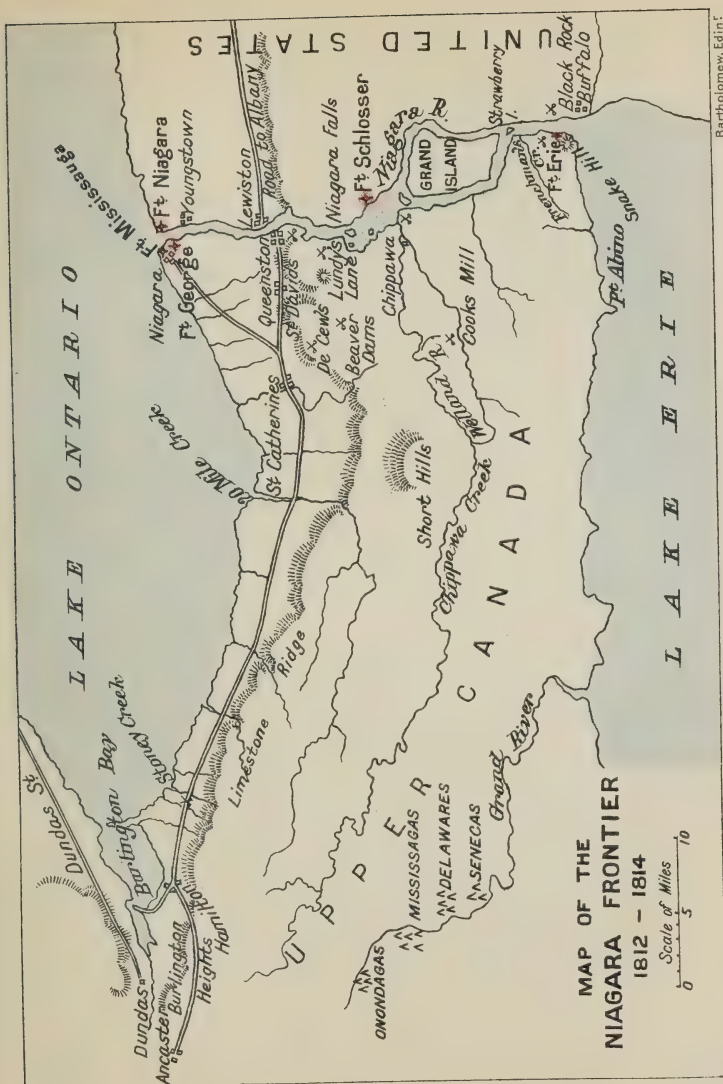 LAKE ONTARIO
UNITED STATES
Ft. Mississauga
Ft. Niagara
Youngstown
Niagara
Ft. George
Lewiston
Road to Albany
Queenston
St. Davids
Niagara Falls
Ft. Schlosser
Niagara R.
GRAND
ISLAND
Strawberry
I.
Black Rock
Buffalo
Frenchmans
Cr.
Ft. Erie
Snake Hill
Pt. Abino
Chippawa
Lundys
Lane
De Cews
Beaver
Dams
Cooks Mill
Welland R.
Chippawa Creek
Short Hills
St. Catherines
20 Mile Creek
Limestone
Ridge
Stoney Creek
Burlington Bay
Dundas St.
Dundas
Ancaster
Burlington
Heights
Hamilton
UPPER
CANADA
Grand River
ONONDAGAS
MISSISSAGAS
DELAWARES
SENECAS
LAKE ERIE
MAP OF THE
NIAGARA FRONTIER
1812 – 1814
Scale of Miles
0 5 10
Bartholomew, Edinr.